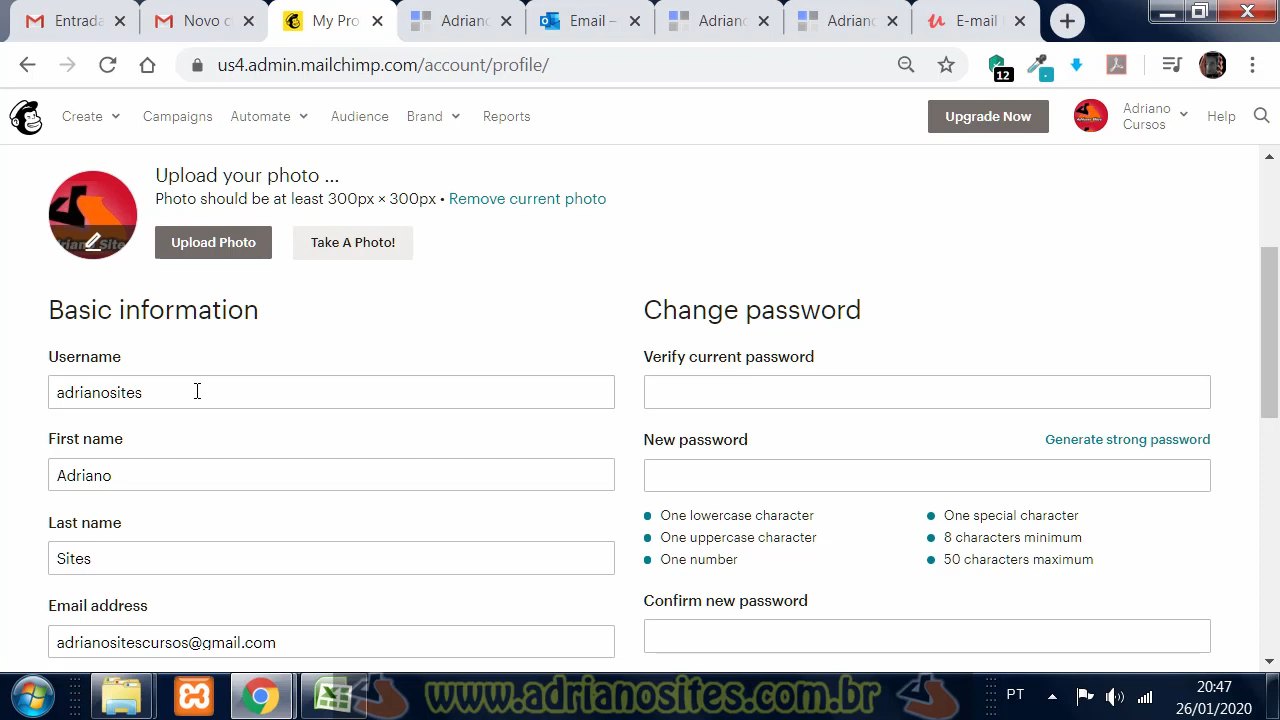 Entrada
Novo c
My Pro
Adriano
Email –
Adriano
Adriano
E-mail
us4.admin.mailchimp.com/account/profile/
12
Create
Campaigns
Automate
Audience
Brand
Reports
Upgrade Now
Adriano
Cursos
Help
Upload your photo ...
Photo should be at least 300px × 300px • Remove current photo
Upload Photo
Take A Photo!
Basic information
Change password
Username
Verify current password
adrianosites
First name
New password
Generate strong password
Adriano
Last name
One lowercase character
One special character
One uppercase character
8 characters minimum
Sites
One number
50 characters maximum
Email address
Confirm new password
adrianositescursos@gmail.com
www.adrianosites.com.br
PT
20:47
26/01/2020